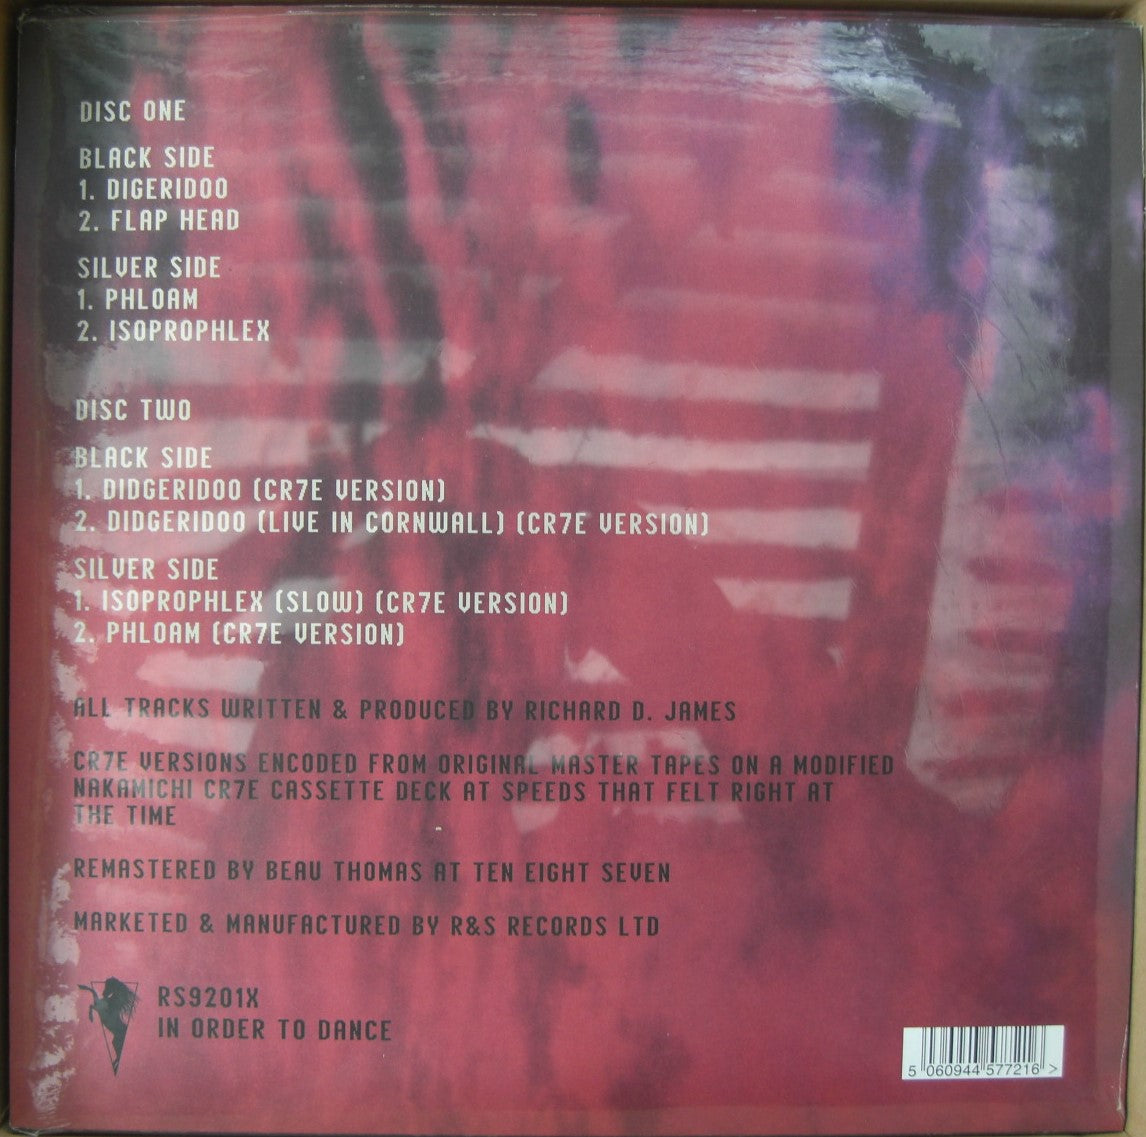 DISC ONE
BLACK SIDE
1. DIGERIDOO
2. FLAP HEAD
SILVER SIDE
1. PHLOAM
2. ISOPROPHLEX
DISC TWO
BLACK SIDE
1. DIDGERIDOO (CR7E VERSION)
2. DIDGERIDOO (LIVE IN CORNWALL) (CR7E VERSION)
SILVER SIDE
1. ISOPROPHLEX (SLOW) (CR7E VERSION)
2. PHLOAM (CR7E VERSION)
ALL TRACKS WRITTEN & PRODUCED BY RICHARD D. JAMES
CR7E VERSIONS ENCODED FROM ORIGINAL MASTER TAPES ON A MODIFIED
NAKAMICHI CR7E CASSETTE DECK AT SPEEDS THAT FELT RIGHT AT
THE TIME
REMASTERED BY BEAU THOMAS AT TEN EIGHT SEVEN
MARKETED & MANUFACTURED BY R&S RECORDS LTD
RS9201X
IN ORDER TO DANCE
5 060944 577216 >